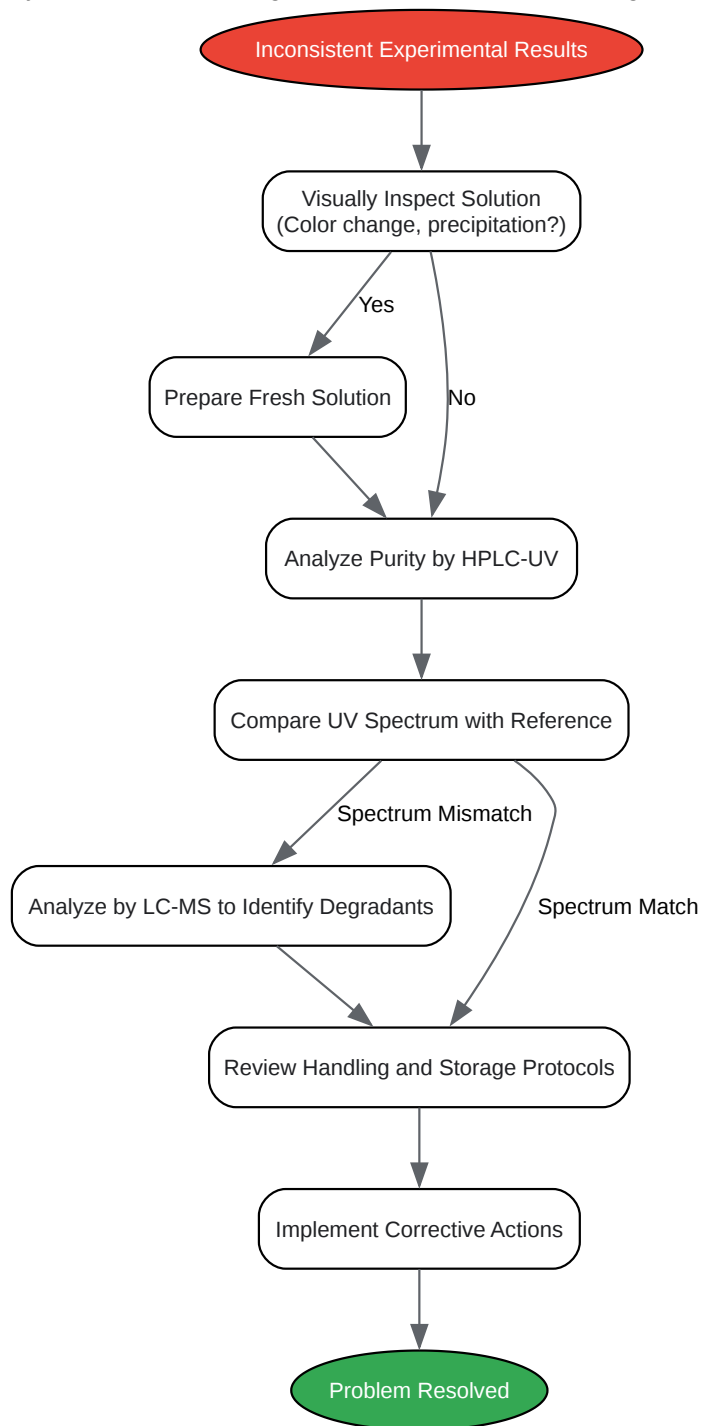 Inconsistent Experimental Results
Visually Inspect Solution
(Color change, precipitation?)
Yes
Prepare Fresh Solution
No
Analyze Purity by HPLC-UV
Compare UV Spectrum with Reference
Spectrum Mismatch
Analyze by LC-MS to Identify Degradants
Spectrum Match
Review Handling and Storage Protocols
Implement Corrective Actions
Problem Resolved